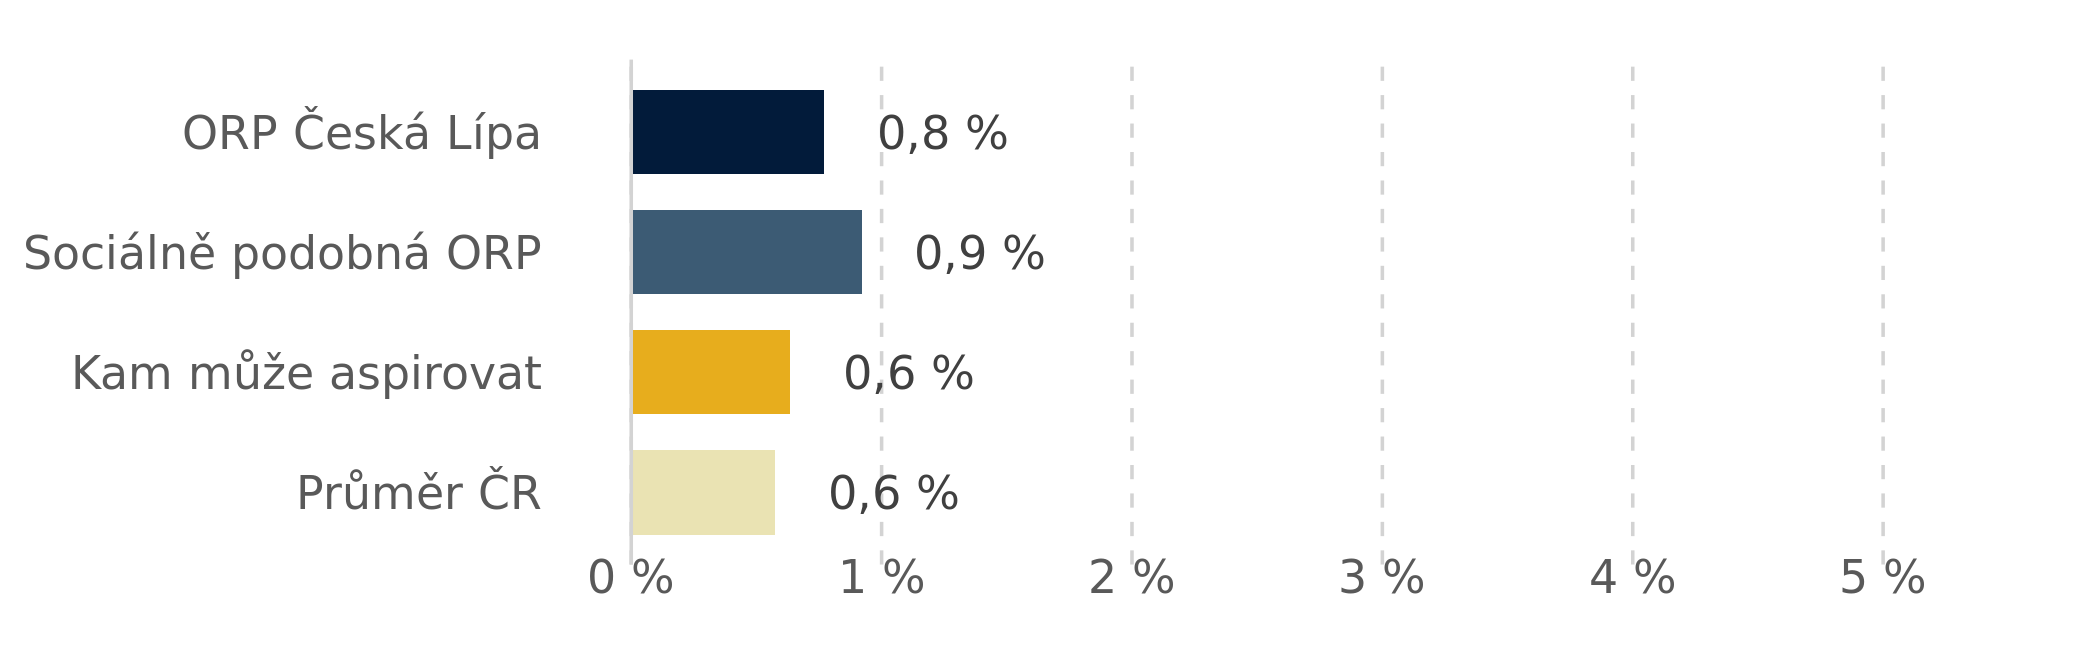 ORP Česká Lípa 0,8 %
Sociálně podobná ORP 0,9 %
Kam může aspirovat 0,6 %
Průměr ČR 0,6 %
0 % 1 % 2 % 3 % 4 % 5 %